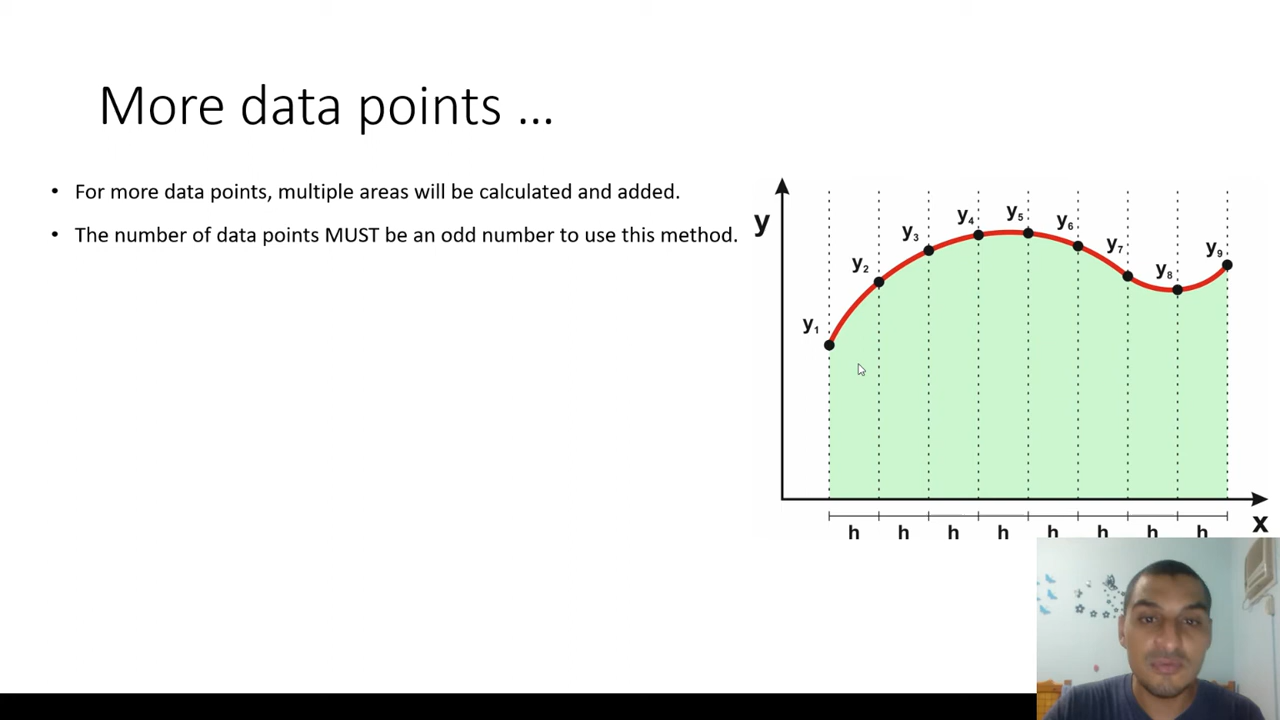 More data points ...
• For more data points, multiple areas will be calculated and added.
• The number of data points MUST be an odd number to use this method.
y
y₁
y₂
y₃
y₄
y₅
y₆
y₇
y₈
y₉
x
h h h h h h h h